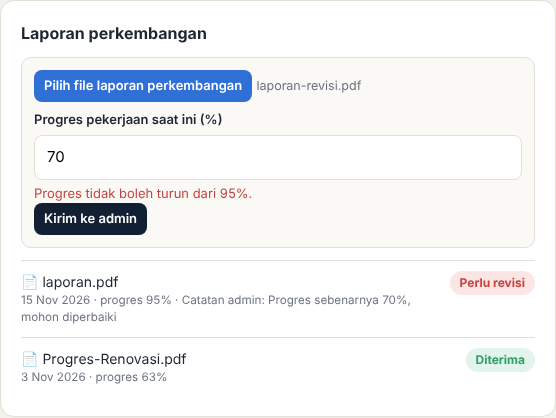 Laporan perkembangan
Pilih file laporan perkembangan laporan-revisi.pdf
Progres pekerjaan saat ini (%)
70
Progres tidak boleh turun dari 95%.
Kirim ke admin
laporan.pdf Perlu revisi
15 Nov 2026 · progres 95% · Catatan admin: Progres sebenarnya 70%,
mohon diperbaiki
Progres-Renovasi.pdf Diterima
3 Nov 2026 · progres 63%